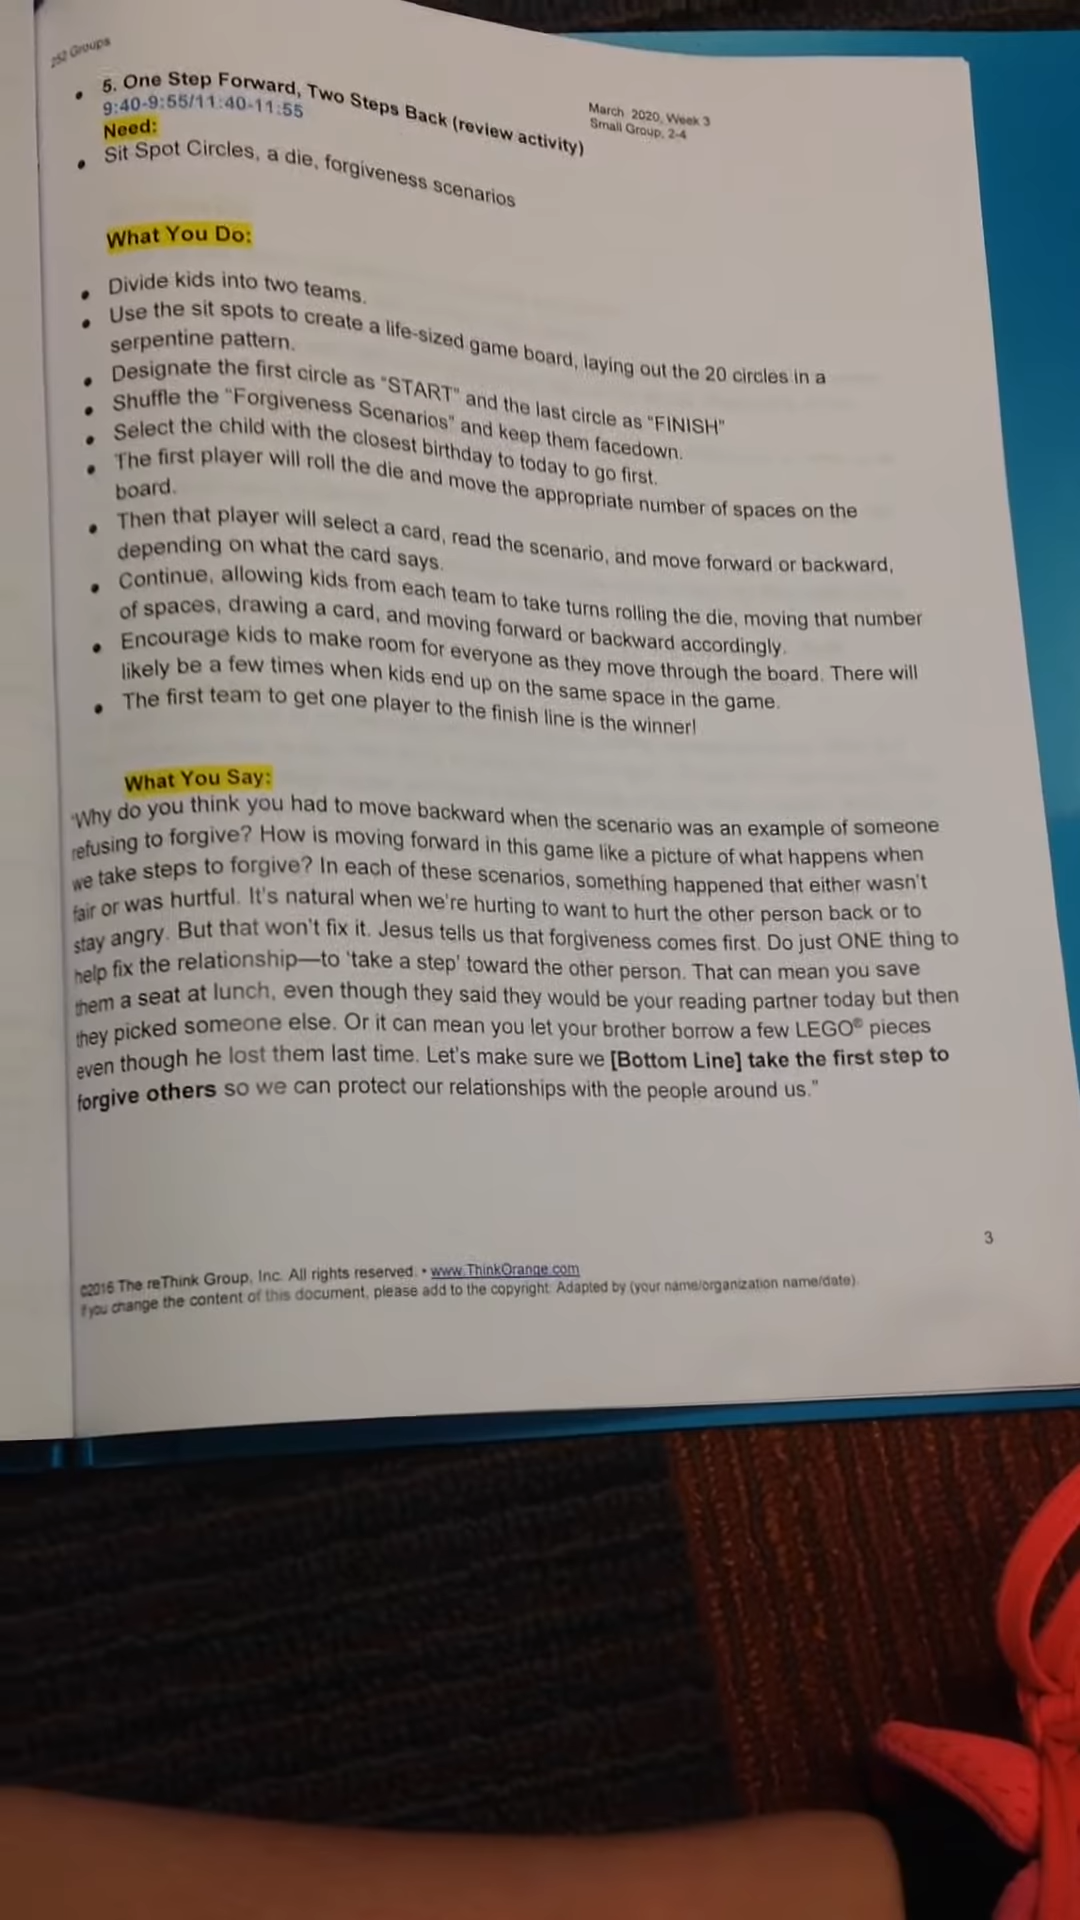 252 Groups
March 2020, Week 3
Small Group, 2-4
• 5. One Step Forward, Two Steps Back (review activity)
9:40-9:55/11:40-11:55
Need:
• Sit Spot Circles, a die, forgiveness scenarios
What You Do:
• Divide kids into two teams.
• Use the sit spots to create a life-sized game board, laying out the 20 circles in a
serpentine pattern.
• Designate the first circle as "START" and the last circle as "FINISH"
• Shuffle the "Forgiveness Scenarios" and keep them facedown.
• Select the child with the closest birthday to today to go first.
• The first player will roll the die and move the appropriate number of spaces on the
board.
• Then that player will select a card, read the scenario, and move forward or backward,
depending on what the card says.
• Continue, allowing kids from each team to take turns rolling the die, moving that number
of spaces, drawing a card, and moving forward or backward accordingly.
• Encourage kids to make room for everyone as they move through the board. There will
likely be a few times when kids end up on the same space in the game.
• The first team to get one player to the finish line is the winner!
What You Say:
"Why do you think you had to move backward when the scenario was an example of someone
refusing to forgive? How is moving forward in this game like a picture of what happens when
we take steps to forgive? In each of these scenarios, something happened that either wasn't
fair or was hurtful. It's natural when we're hurting to want to hurt the other person back or to
stay angry. But that won't fix it. Jesus tells us that forgiveness comes first. Do just ONE thing to
help fix the relationship—to 'take a step' toward the other person. That can mean you save
them a seat at lunch, even though they said they would be your reading partner today but then
they picked someone else. Or it can mean you let your brother borrow a few LEGO® pieces
even though he lost them last time. Let's make sure we [Bottom Line] take the first step to
forgive others so we can protect our relationships with the people around us."
3
©2015 The reThink Group, Inc. All rights reserved. • www.ThinkOrange.com
If you change the content of this document, please add to the copyright: Adapted by (your name/organization name/date).